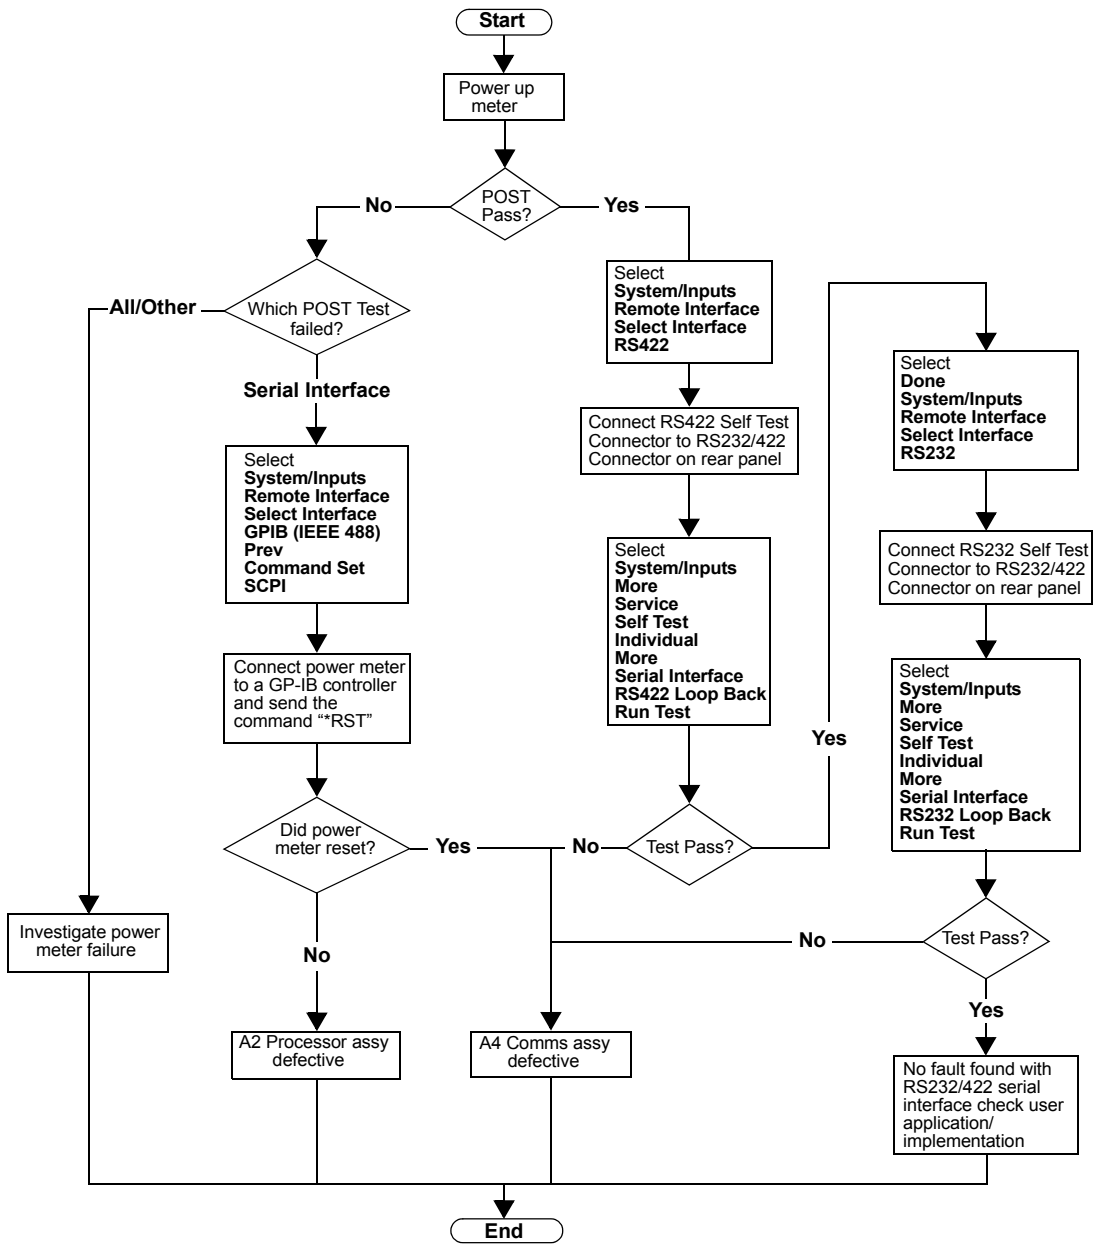 Start
Power up
meter
POST
Pass?
No
Yes
Which POST Test
failed?
All/Other
Serial Interface
Select
System/Inputs
Remote Interface
Select Interface
GPIB (IEEE 488)
Prev
Command Set
SCPI
Connect power meter
to a GP-IB controller
and send the
command “*RST”
Did power
meter reset?
Yes
No
Investigate power
meter failure
A2 Processor assy
defective
A4 Comms assy
defective
Select
System/Inputs
Remote Interface
Select Interface
RS422
Connect RS422 Self Test
Connector to RS232/422
Connector on rear panel
Select
System/Inputs
More
Service
Self Test
Individual
More
Serial Interface
RS422 Loop Back
Run Test
Test Pass?
No
Yes
Select
Done
System/Inputs
Remote Interface
Select Interface
RS232
Connect RS232 Self Test
Connector to RS232/422
Connector on rear panel
Select
System/Inputs
More
Service
Self Test
Individual
More
Serial Interface
RS232 Loop Back
Run Test
Test Pass?
No
Yes
No fault found with
RS232/422 serial
interface check user
application/
implementation
End